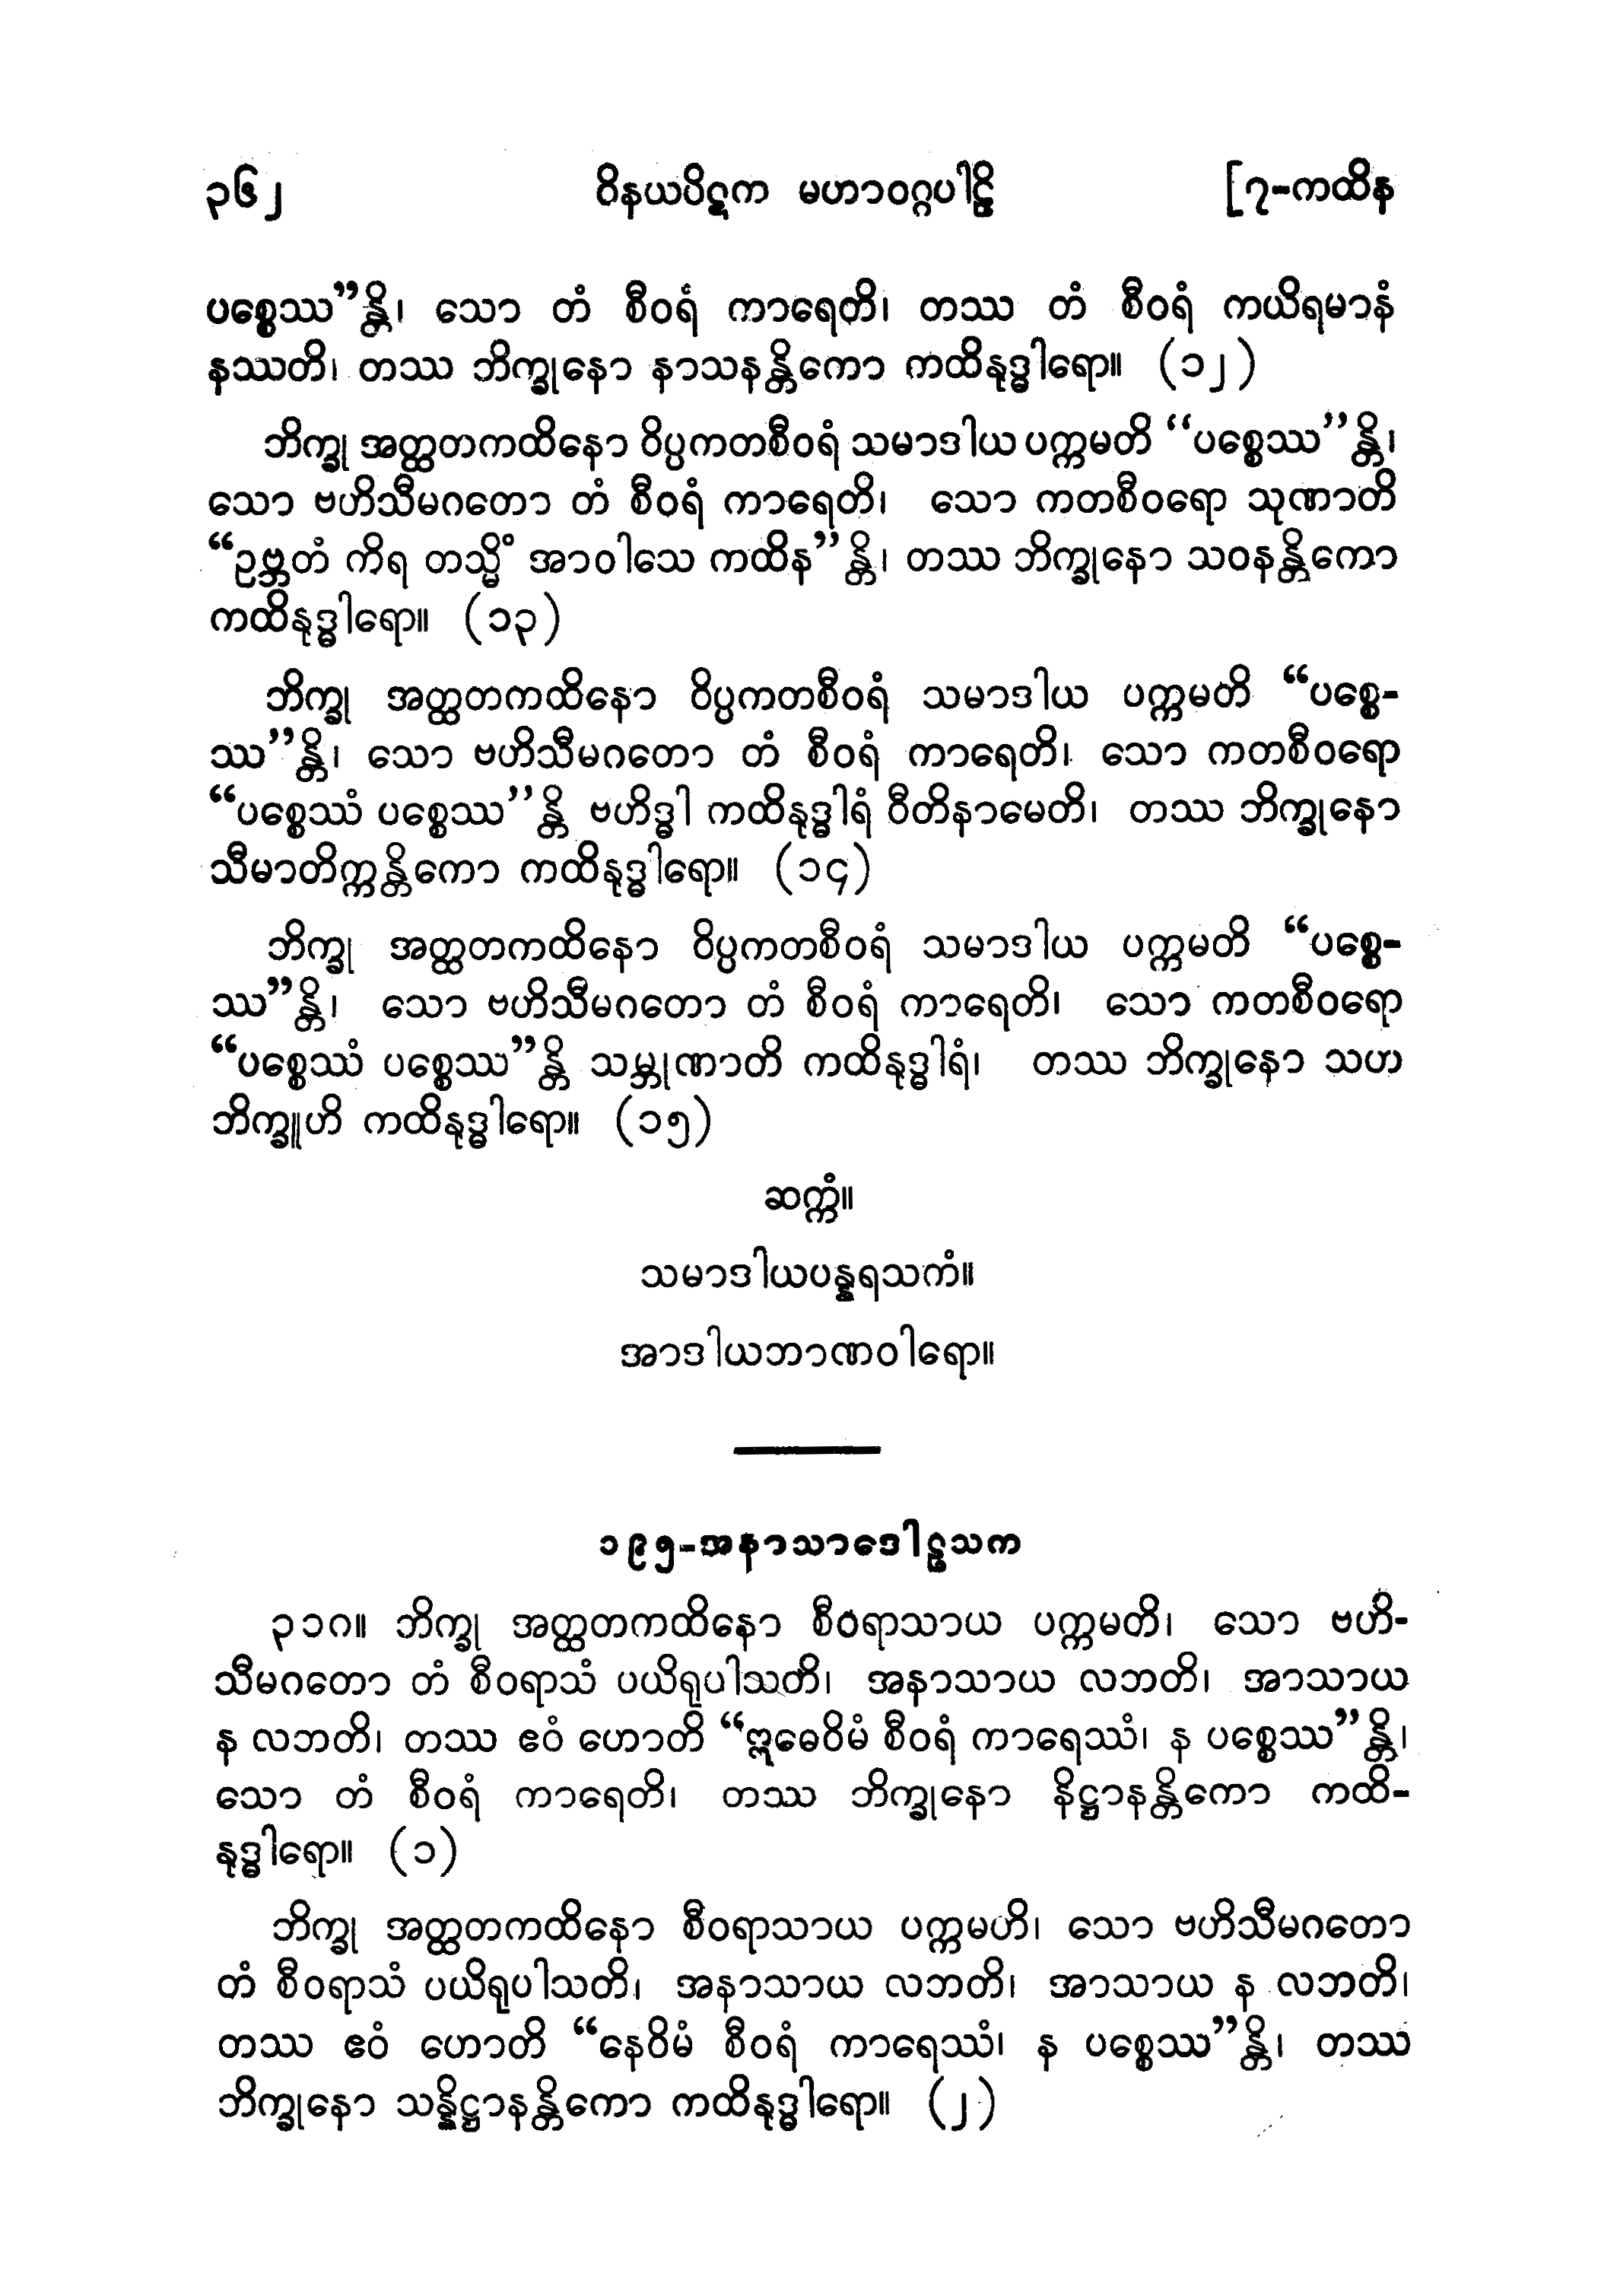 ၃၆၂ ဝိနယပိဋက မဟာဝဂ္ဂပါဠိ [၇-ကထိန
ပစ္စေဿ”န္တိ၊ သော တံ စီဝရံ ကာရေတိ၊ တဿ တံ စီဝရံ ကယိရမာနံ
နဿတိ၊ တဿ ဘိက္ခုနော နာသနန္တိကော ကထိနုဒ္ဓါရော။ (၁၂)
ဘိက္ခု အတ္ထတကထိနော ဝိပ္ပကတစီဝရံ သမာဒါယ ပက္ကမတိ “ပစ္စေဿ”န္တိ၊
သော ဗဟိသီမဂတော တံ စီဝရံ ကာရေတိ၊ သော ကတစီဝရော သုဏာတိ
“ဥဗ္ဘတံ ကိရ တသ္မိံ အာဝါသေ ကထိန”န္တိ၊ တဿ ဘိက္ခုနော သဝနန္တိကော
ကထိနုဒ္ဓါရော။ (၁၃)
ဘိက္ခု အတ္ထတကထိနော ဝိပ္ပကတစီဝရံ သမာဒါယ ပက္ကမတိ “ပစ္စေ-
ဿ”န္တိ၊ သော ဗဟိသီမဂတော တံ စီဝရံ ကာရေတိ၊ သော ကတစီဝရော
“ပစ္စေဿံ ပစ္စေဿ”န္တိ ဗဟိဒ္ဓါ ကထိနုဒ္ဓါရံ ဝီတိနာမေတိ၊ တဿ ဘိက္ခုနော
သီမာတိက္ကန္တိကော ကထိနုဒ္ဓါရော။ (၁၄)
ဘိက္ခု အတ္ထတကထိနော ဝိပ္ပကတစီဝရံ သမာဒါယ ပက္ကမတိ “ပစ္စေ-
ဿ”န္တိ၊ သော ဗဟိသီမဂတော တံ စီဝရံ ကာရေတိ၊ သော ကတစီဝရော
“ပစ္စေဿံ ပစ္စေဿ”န္တိ သမ္ဘုဏာတိ ကထိနုဒ္ဓါရံ၊ တဿ ဘိက္ခုနော သဟ
ဘိက္ခူဟိ ကထိနုဒ္ဓါရော။ (၁၅)
ဆက္ကံ။
သမာဒါယပန္နရသကံ။
အာဒါယဘာဏဝါရော။
၁၉၅-အနာသာဒေါဠသက
၃၁၈။ ဘိက္ခု အတ္ထတကထိနော စီဝရာသာယ ပက္ကမတိ၊ သော ဗဟိ-
သီမဂတော တံ စီဝရာသံ ပယိရုပါသတိ၊ အနာသာယ လဘတိ၊ အာသာယ
န လဘတိ၊ တဿ ဧဝံ ဟောတိ “ဣဓေဝိမံ စီဝရံ ကာရေဿံ၊ န ပစ္စေဿ”န္တိ၊
သော တံ စီဝရံ ကာရေတိ၊ တဿ ဘိက္ခုနော နိဋ္ဌာနန္တိကော ကထိ-
နုဒ္ဓါရော။ (၁)
ဘိက္ခု အတ္ထတကထိနော စီဝရာသာယ ပက္ကမတိ၊ သော ဗဟိသီမဂတော
တံ စီဝရာသံ ပယိရုပါသတိ၊ အနာသာယ လဘတိ၊ အာသာယ န လဘတိ၊
တဿ ဧဝံ ဟောတိ “နေဝိမံ စီဝရံ ကာရေဿံ၊ န ပစ္စေဿ”န္တိ၊ တဿ
ဘိက္ခုနော သန္နိဋ္ဌာနန္တိကော ကထိနုဒ္ဓါရော။ (၂)